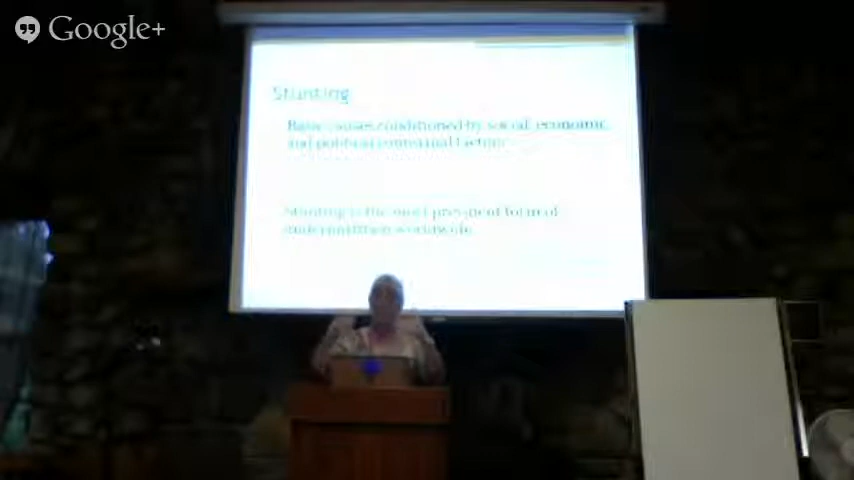 Google+
Stunting
Basic causes conditioned by social, economic,
and political contextual factors
Stunting is the most prevalent form of
undernutrition worldwide.